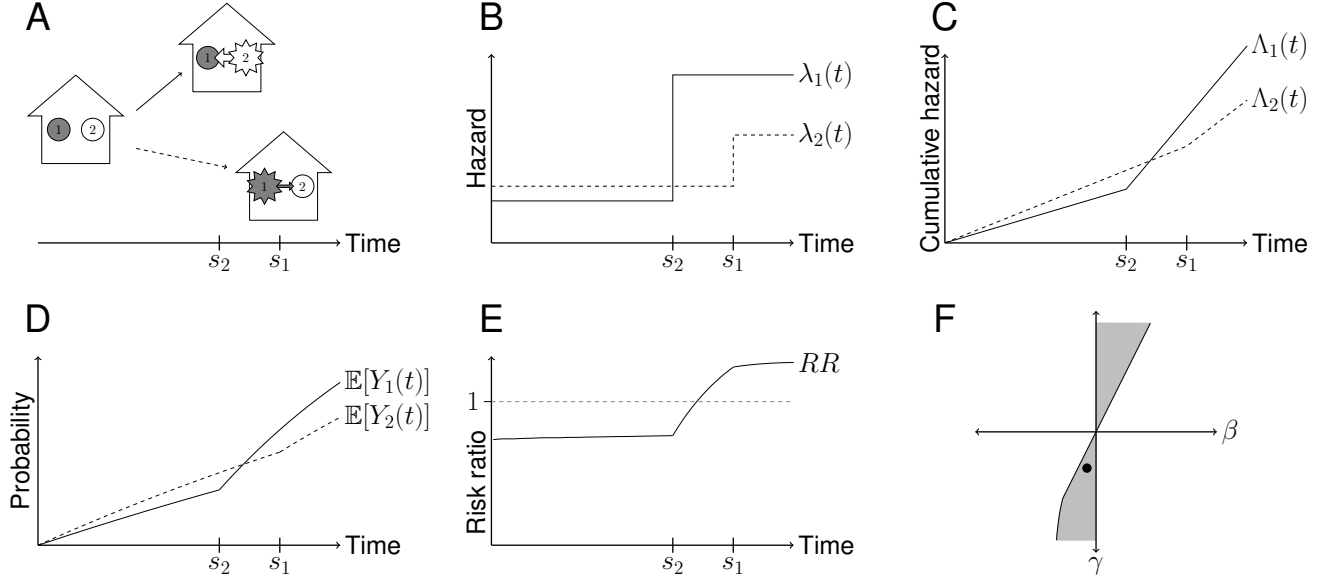 A
1
2
1
2
1
2
s₂
s₁
Time
B
Hazard
λ₁(t)
λ₂(t)
s₂
s₁
Time
C
Cumulative hazard
Λ₁(t)
Λ₂(t)
s₂
s₁
Time
D
Probability
𝔼[Y₁(t)]
𝔼[Y₂(t)]
s₂
s₁
Time
E
Risk ratio
1
RR
s₂
s₁
Time
F
β
γ